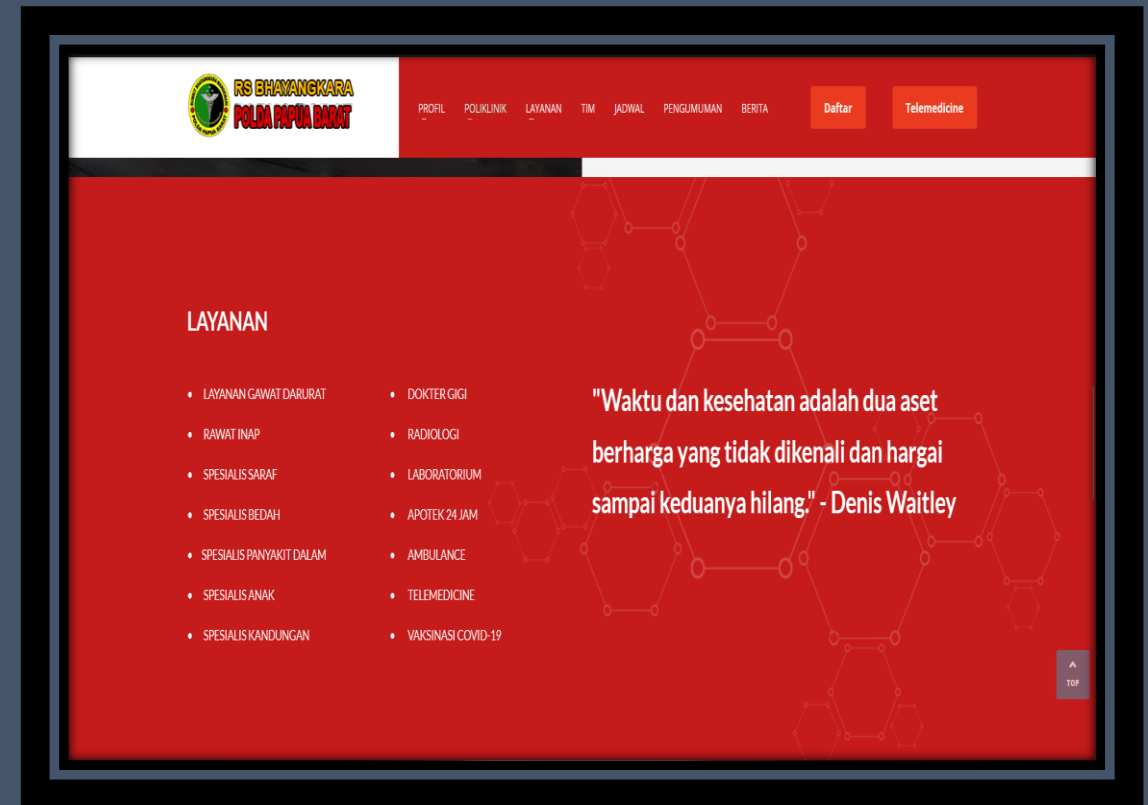 RS BHAYANGKARA
POLDA PAPUA BARAT
PROFIL POLIKLINIK LAYANAN TIM JADWAL PENGUMUMAN BERITA Daftar Telemedicine
LAYANAN
• LAYANAN GAWAT DARURAT
• RAWAT INAP
• SPESIALIS SARAF
• SPESIALIS BEDAH
• SPESIALIS PANYAKIT DALAM
• SPESIALIS ANAK
• SPESIALIS KANDUNGAN
• DOKTER GIGI
• RADIOLOGI
• LABORATORIUM
• APOTEK 24 JAM
• AMBULANCE
• TELEMEDICINE
• VAKSINASI COVID-19
"Waktu dan kesehatan adalah dua aset
berharga yang tidak dikenali dan hargai
sampai keduanya hilang." - Denis Waitley
TOP